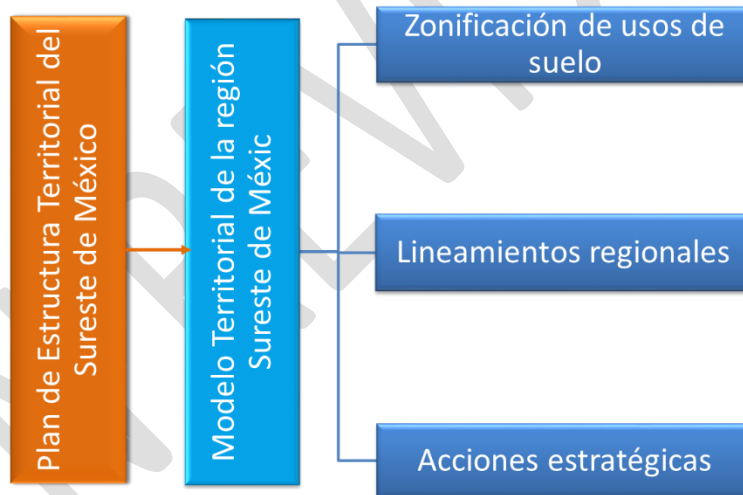 Plan de Estructura Territorial del
Sureste de México
Modelo Territorial de la región
Sureste de Méxic
Zonificación de usos de
suelo
Lineamientos regionales
Acciones estratégicas